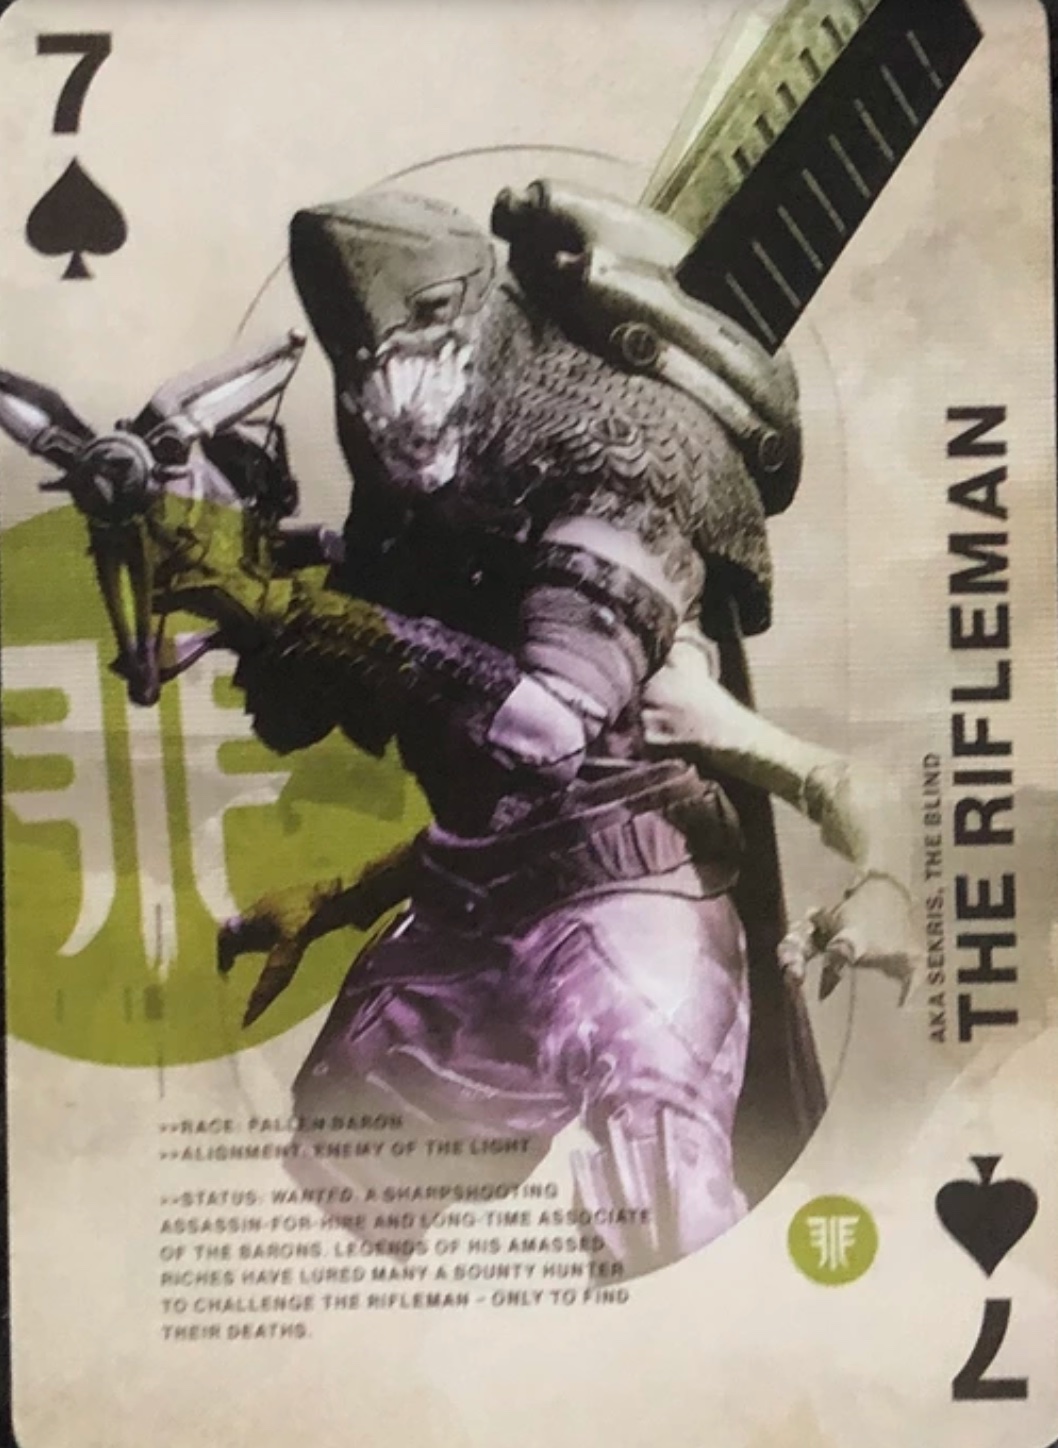 7
AKA SEKRIS, THE BLIND
THE RIFLEMAN
>>RACE: FALLEN BARON
>>ALIGNMENT: ENEMY OF THE LIGHT
>>STATUS: WANTED. A SHARPSHOOTING
ASSASSIN-FOR-HIRE AND LONG-TIME ASSOCIATE
OF THE BARONS. LEGENDS OF HIS AMASSED
RICHES HAVE LURED MANY A BOUNTY HUNTER
TO CHALLENGE THE RIFLEMAN - ONLY TO FIND
THEIR DEATHS.
7